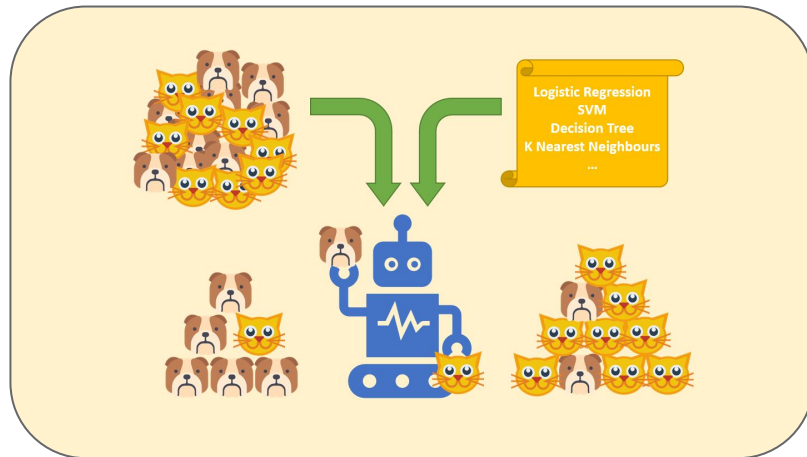 Logistic Regression
SVM
Decision Tree
K Nearest Neighbours
...